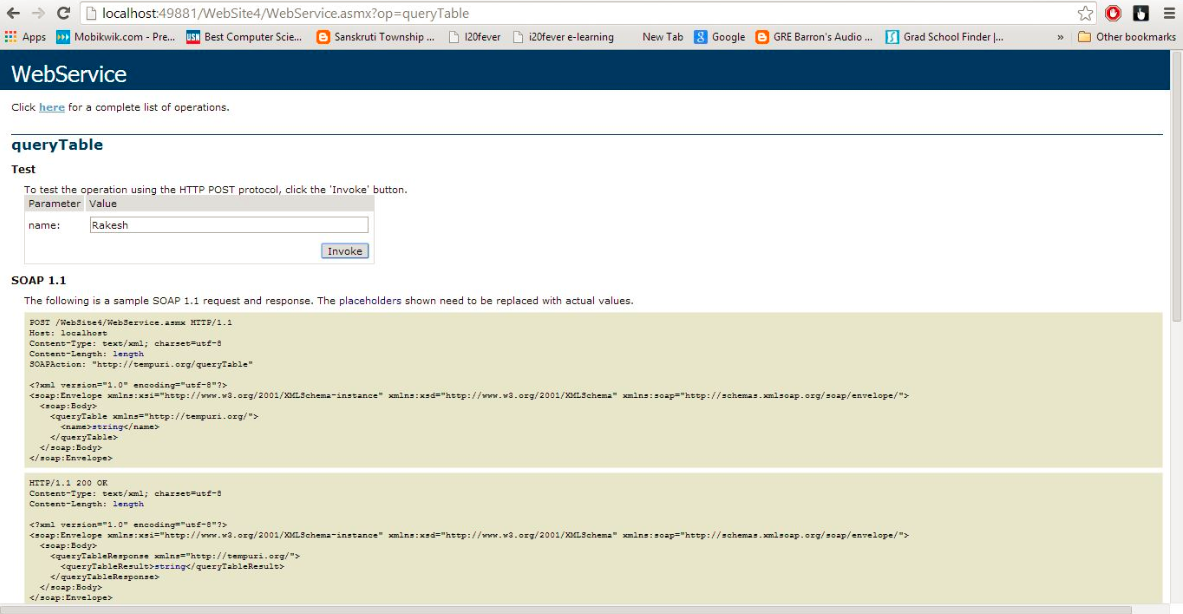 localhost:49881/WebSite4/WebService.asmx?op=queryTable
Apps Mobikwik.com - Pre... Best Computer Scie... Sanskruti Township ... I20fever i20fever e-learning New Tab Google GRE Barron's Audio ... Grad School Finder |... » Other bookmarks
WebService
Click here for a complete list of operations.
queryTable
Test
To test the operation using the HTTP POST protocol, click the 'Invoke' button.
Parameter Value
name: Rakesh
Invoke
SOAP 1.1
The following is a sample SOAP 1.1 request and response. The placeholders shown need to be replaced with actual values.
POST /WebSite4/WebService.asmx HTTP/1.1
Host: localhost
Content-Type: text/xml; charset=utf-8
Content-Length: length
SOAPAction: "http://tempuri.org/queryTable"
<?xml version="1.0" encoding="utf-8"?>
<soap:Envelope xmlns:xsi="http://www.w3.org/2001/XMLSchema-instance" xmlns:xsd="http://www.w3.org/2001/XMLSchema" xmlns:soap="http://schemas.xmlsoap.org/soap/envelope/">
<soap:Body>
<queryTable xmlns="http://tempuri.org/">
<name>string</name>
</queryTable>
</soap:Body>
</soap:Envelope>
HTTP/1.1 200 OK
Content-Type: text/xml; charset=utf-8
Content-Length: length
<?xml version="1.0" encoding="utf-8"?>
<soap:Envelope xmlns:xsi="http://www.w3.org/2001/XMLSchema-instance" xmlns:xsd="http://www.w3.org/2001/XMLSchema" xmlns:soap="http://schemas.xmlsoap.org/soap/envelope/">
<soap:Body>
<queryTableResponse xmlns="http://tempuri.org/">
<queryTableResult>string</queryTableResult>
</queryTableResponse>
</soap:Body>
</soap:Envelope>